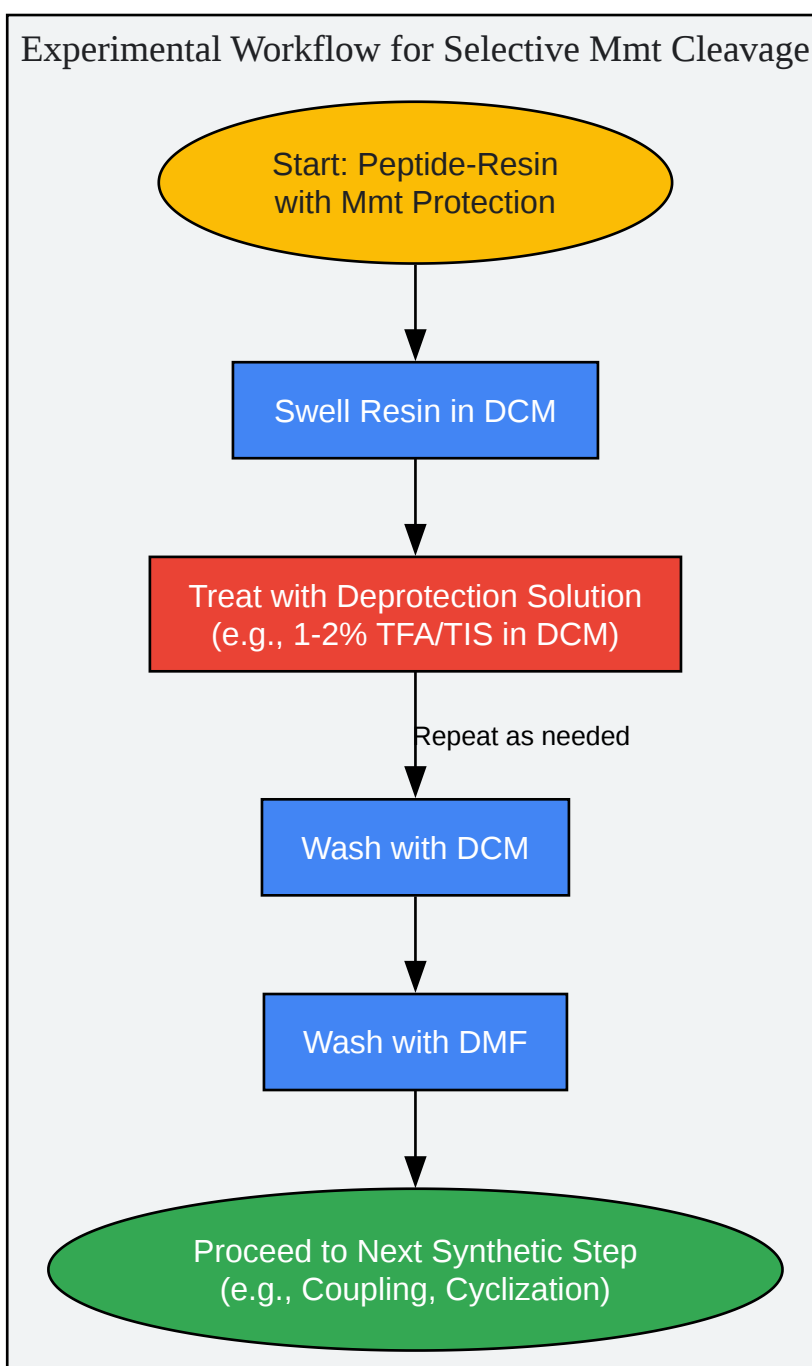 Experimental Workflow for Selective Mmt Cleavage
Start: Peptide-Resin
with Mmt Protection
Swell Resin in DCM
Treat with Deprotection Solution
(e.g., 1-2% TFA/TIS in DCM)
Repeat as needed
Wash with DCM
Wash with DMF
Proceed to Next Synthetic Step
(e.g., Coupling, Cyclization)